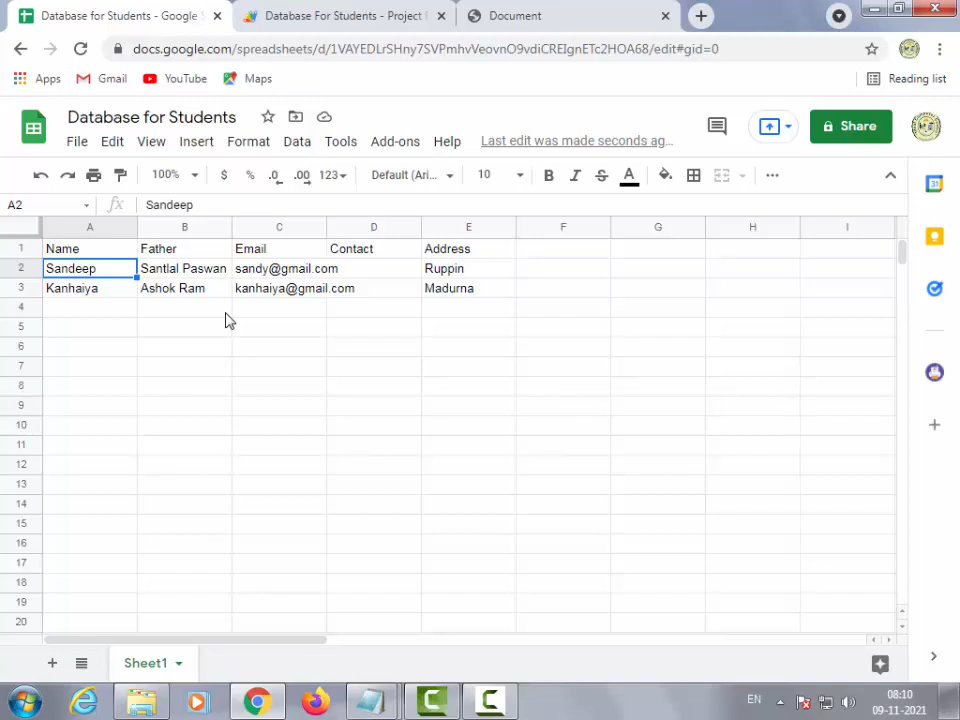 Database for Students - Google S
Database For Students - Project E
Document
docs.google.com/spreadsheets/d/1VAYEDLrSHny7SVPmhvVeovnO9vdiCREIgnETc2HOA68/edit#gid=0
Apps
Gmail
YouTube
Maps
Reading list
Database for Students
Share
File
Edit
View
Insert
Format
Data
Tools
Add-ons
Help
Last edit was made seconds ag...
100%
$
%
.0
.00
123
Default (Ari...
10
B
I
S
A
A2
fx
Sandeep
A B C D E F G H I
1 Name Father Email Contact Address
2 Sandeep Santlal Paswan sandy@gmail.com Ruppin
3 Kanhaiya Ashok Ram kanhaiya@gmail.com Madurna
4
5
6
7
8
9
10
11
12
13
14
15
16
17
18
19
20
31
Sheet1
EN
08:10
09-11-2021